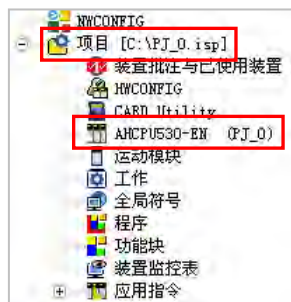 NWCONFIG
项目 [C:\PJ_0.isp]
装置批注与已使用装置
HWCONFIG
CARD Utility
AHCPU530-EN (PJ_0)
运动模块
工作
全局符号
程序
功能块
装置监控表
应用指令